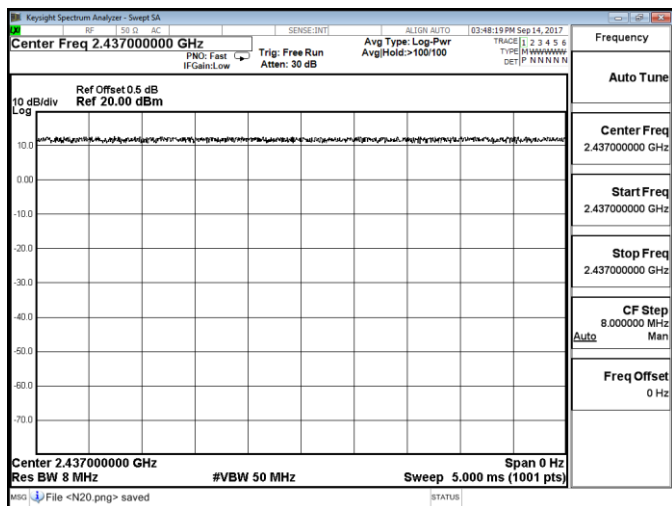 Keysight Spectrum Analyzer - Swept SA
RF 50 Ω AC SENSE:INT ALIGN AUTO 03:48:19 PM Sep 14, 2017
Center Freq 2.437000000 GHz
PNO: Fast
IFGain:Low
Trig: Free Run
Atten: 30 dB
Avg Type: Log-Pwr
Avg|Hold:>100/100
TRACE 1 2 3 4 5 6
TYPE MWWWWW
DET P NNNNN
Ref Offset 0.5 dB
10 dB/div Ref 20.00 dBm
Log
10.0
0.00
-10.0
-20.0
-30.0
-40.0
-50.0
-60.0
-70.0
Center 2.437000000 GHz Span 0 Hz
Res BW 8 MHz #VBW 50 MHz Sweep 5.000 ms (1001 pts)
MSG File <N20.png> saved STATUS
Frequency
Auto Tune
Center Freq
2.437000000 GHz
Start Freq
2.437000000 GHz
Stop Freq
2.437000000 GHz
CF Step
8.000000 MHz
Auto Man
Freq Offset
0 Hz